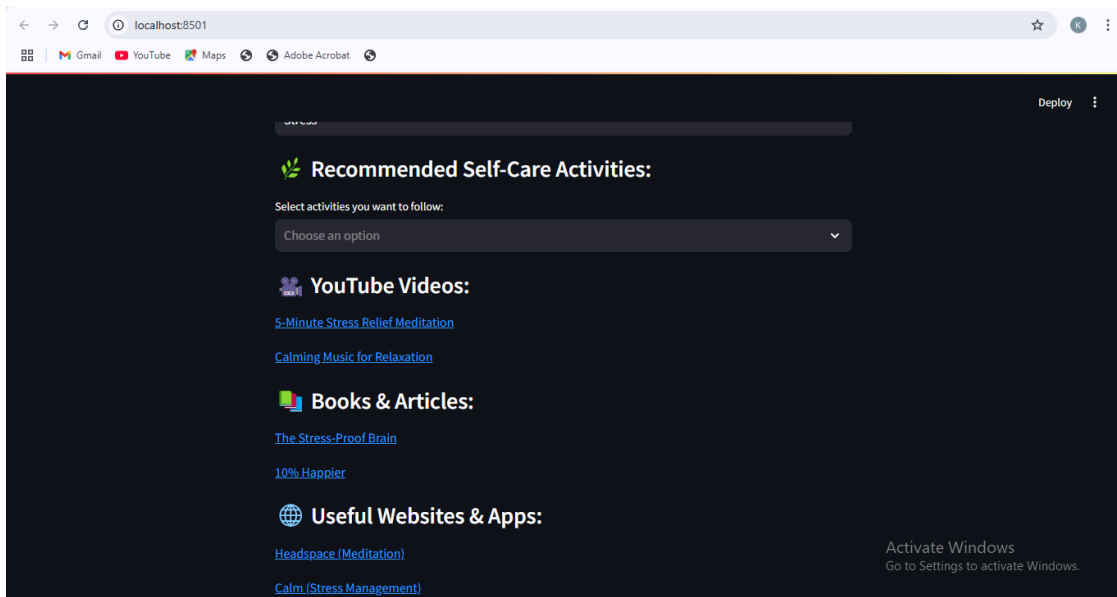 localhost:8501
K
Gmail YouTube Maps Adobe Acrobat
Deploy
Stress
Recommended Self-Care Activities:
Select activities you want to follow:
Choose an option
YouTube Videos:
5-Minute Stress Relief Meditation
Calming Music for Relaxation
Books & Articles:
The Stress-Proof Brain
10% Happier
Useful Websites & Apps:
Headspace (Meditation)
Calm (Stress Management)
Activate Windows
Go to Settings to activate Windows.